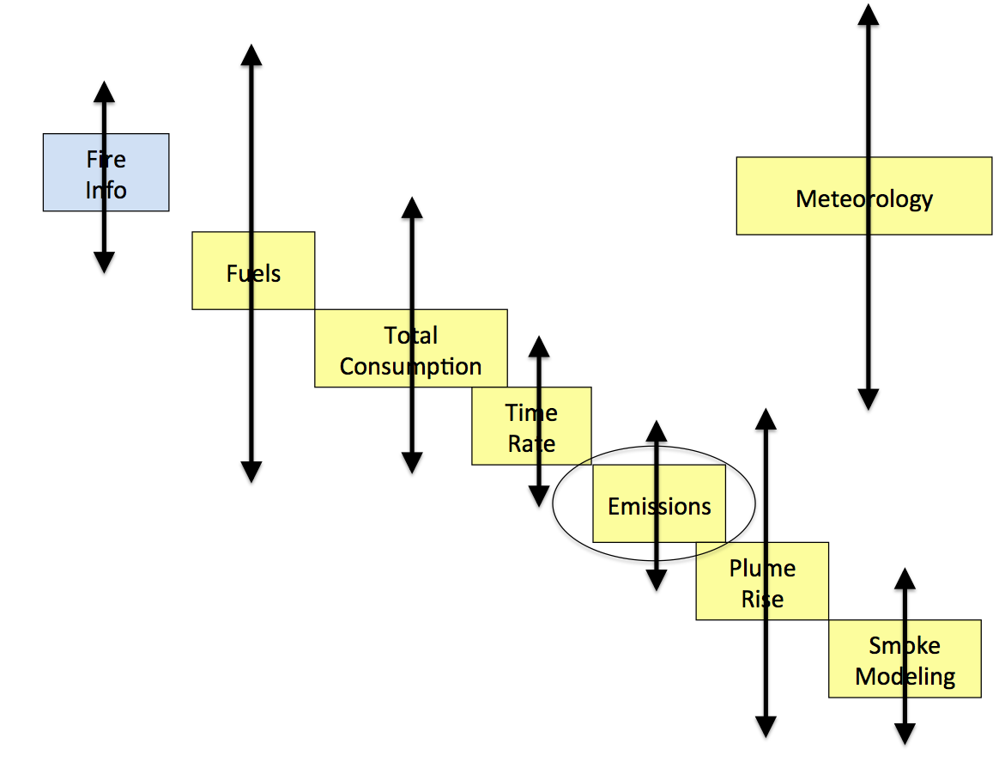 Fire
Info
Meteorology
Fuels
Total
Consumption
Time
Rate
Emissions
Plume
Rise
Smoke
Modeling